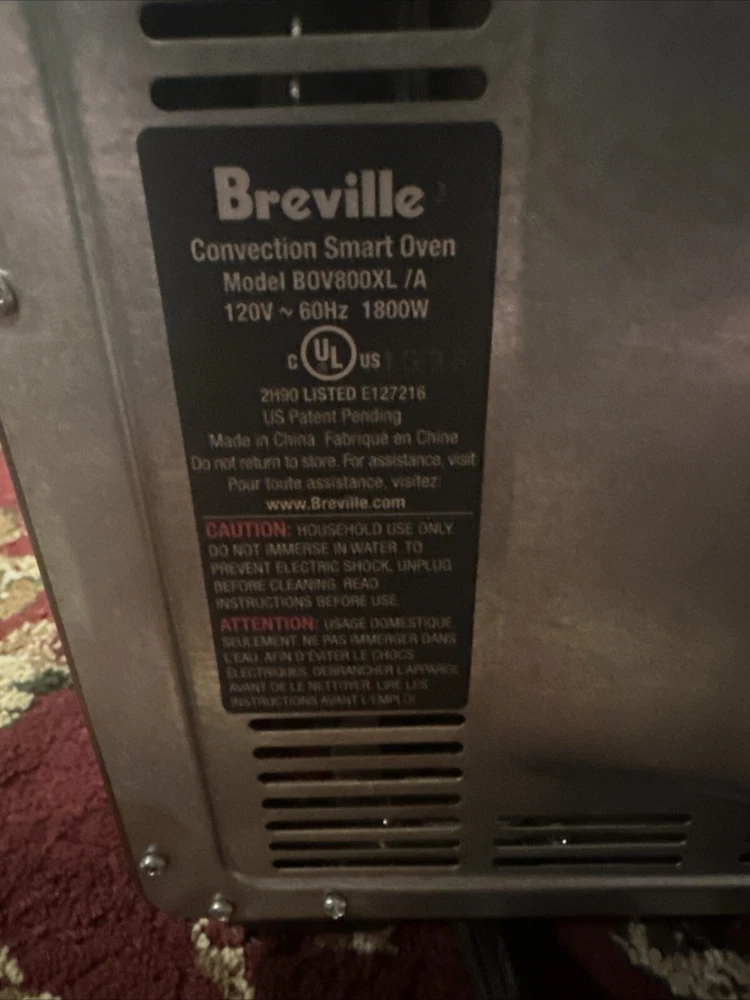 Breville
Convection Smart Oven
Model BOV800XL /A
120V ~ 60Hz 1800W
C UL US
2H90 LISTED E127216
US Patent Pending
Made in China Fabriqué en Chine
Do not return to store. For assistance, visit
Pour toute assistance, visitez
www.Breville.com
CAUTION: HOUSEHOLD USE ONLY.
DO NOT IMMERSE IN WATER. TO
PREVENT ELECTRIC SHOCK, UNPLUG
BEFORE CLEANING. READ
INSTRUCTIONS BEFORE USE.
ATTENTION: USAGE DOMESTIQUE
SEULEMENT. NE PAS IMMERGER DANS
L'EAU. AFIN D'ÉVITER LE CHOCS
ÉLECTRIQUES, DÉBRANCHER L'APPAREIL
AVANT DE LE NETTOYER. LIRE LES
INSTRUCTIONS AVANT L'EMPLOI.